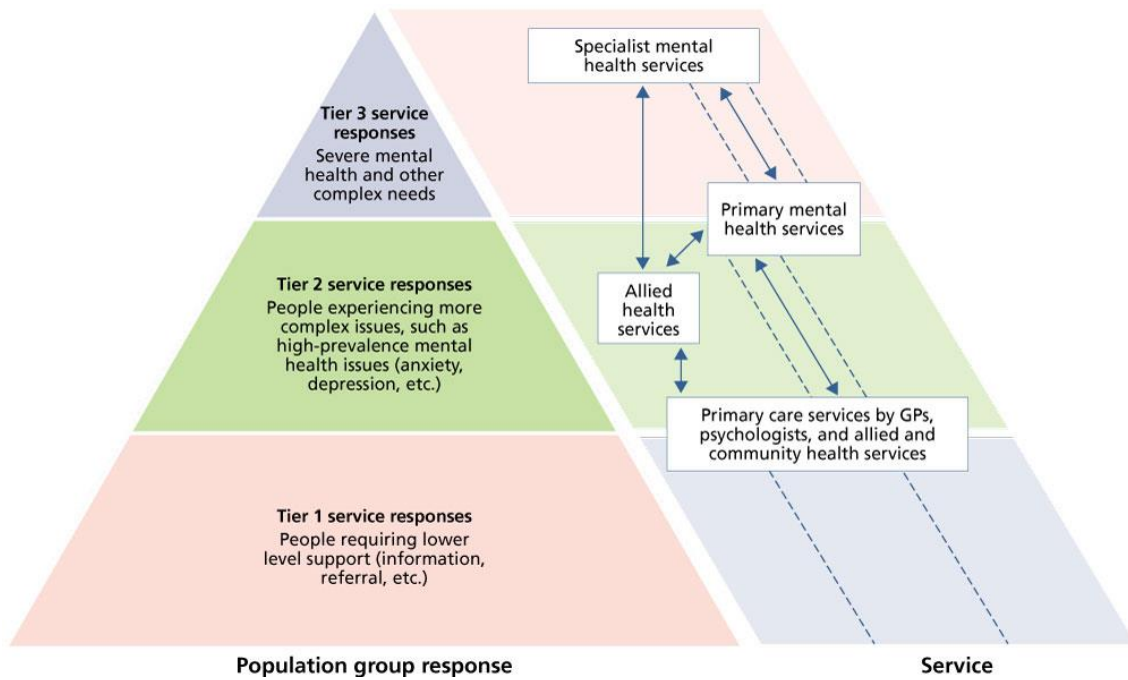 Tier 3 service
responses
Severe mental
health and other
complex needs
Tier 2 service responses
People experiencing more
complex issues, such as
high-prevalence mental
health issues (anxiety,
depression, etc.)
Tier 1 service responses
People requiring lower
level support (information,
referral, etc.)
Population group response
Specialist mental
health services
Primary mental
health services
Allied
health
services
Primary care services by GPs,
psychologists, and allied and
community health services
Service